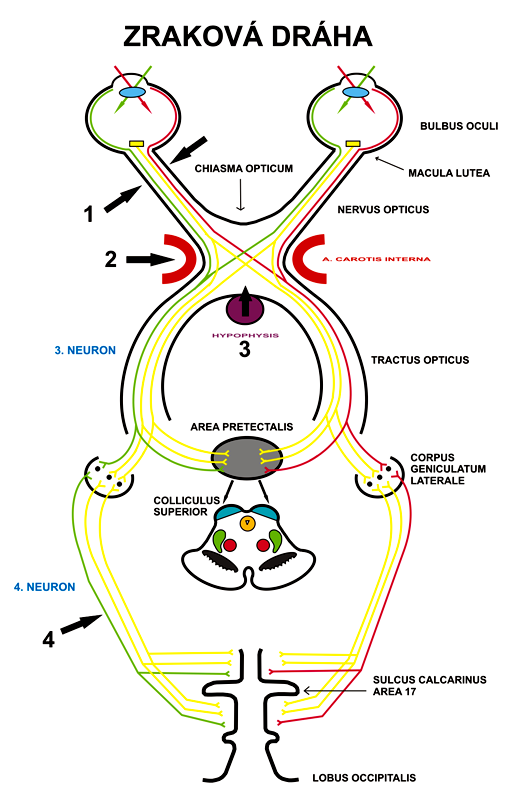 ZRAKOVÁ DRÁHA
BULBUS OCULI
CHIASMA OPTICUM
MACULA LUTEA
1
NERVUS OPTICUS
2
A. CAROTIS INTERNA
HYPOPHYSIS
3
3. NEURON
TRACTUS OPTICUS
AREA PRETECTALIS
CORPUS
GENICULATUM
LATERALE
COLLICULUS
SUPERIOR
4. NEURON
4
SULCUS CALCARINUS
AREA 17
LOBUS OCCIPITALIS